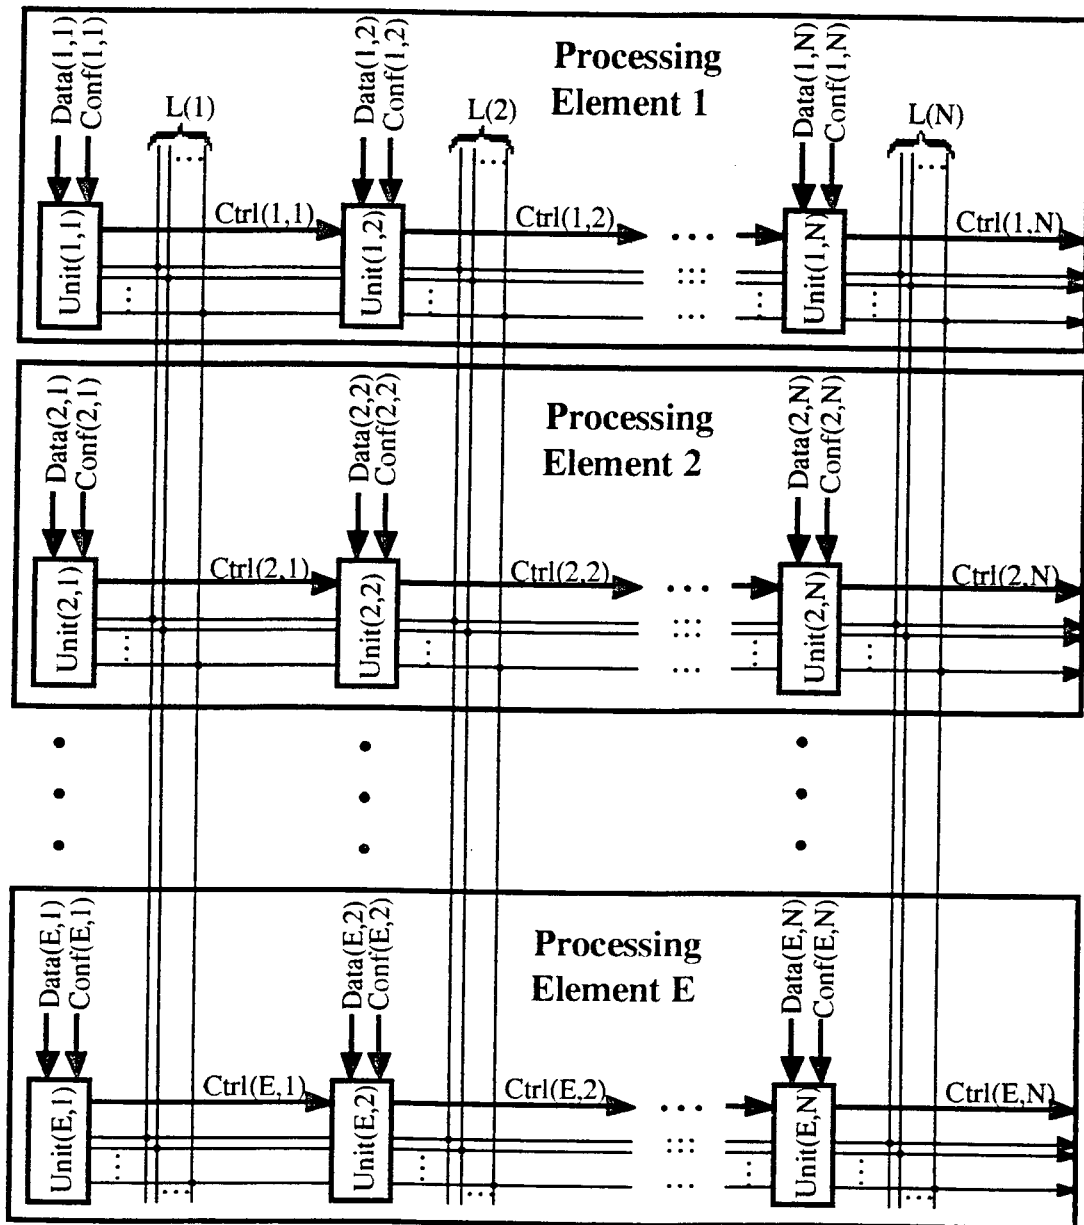 Data(1,1)
Conf(1,1)
Data(1,2)
Conf(1,2)
Processing
Element 1
Data(1,N)
Conf(1,N)
L(1)
L(2)
L(N)
....
....
....
Unit(1,1)
Ctrl(1,1)
Unit(1,2)
Ctrl(1,2)
...
Unit(1,N)
Ctrl(1,N)
Data(2,1)
Conf(2,1)
Data(2,2)
Conf(2,2)
Processing
Element 2
Data(2,N)
Conf(2,N)
Unit(2,1)
Ctrl(2,1)
Unit(2,2)
Ctrl(2,2)
...
Unit(2,N)
Ctrl(2,N)
Data(E,1)
Conf(E,1)
Data(E,2)
Conf(E,2)
Processing
Element E
Data(E,N)
Conf(E,N)
Unit(E,1)
Ctrl(E,1)
Unit(E,2)
Ctrl(E,2)
...
Unit(E,N)
Ctrl(E,N)